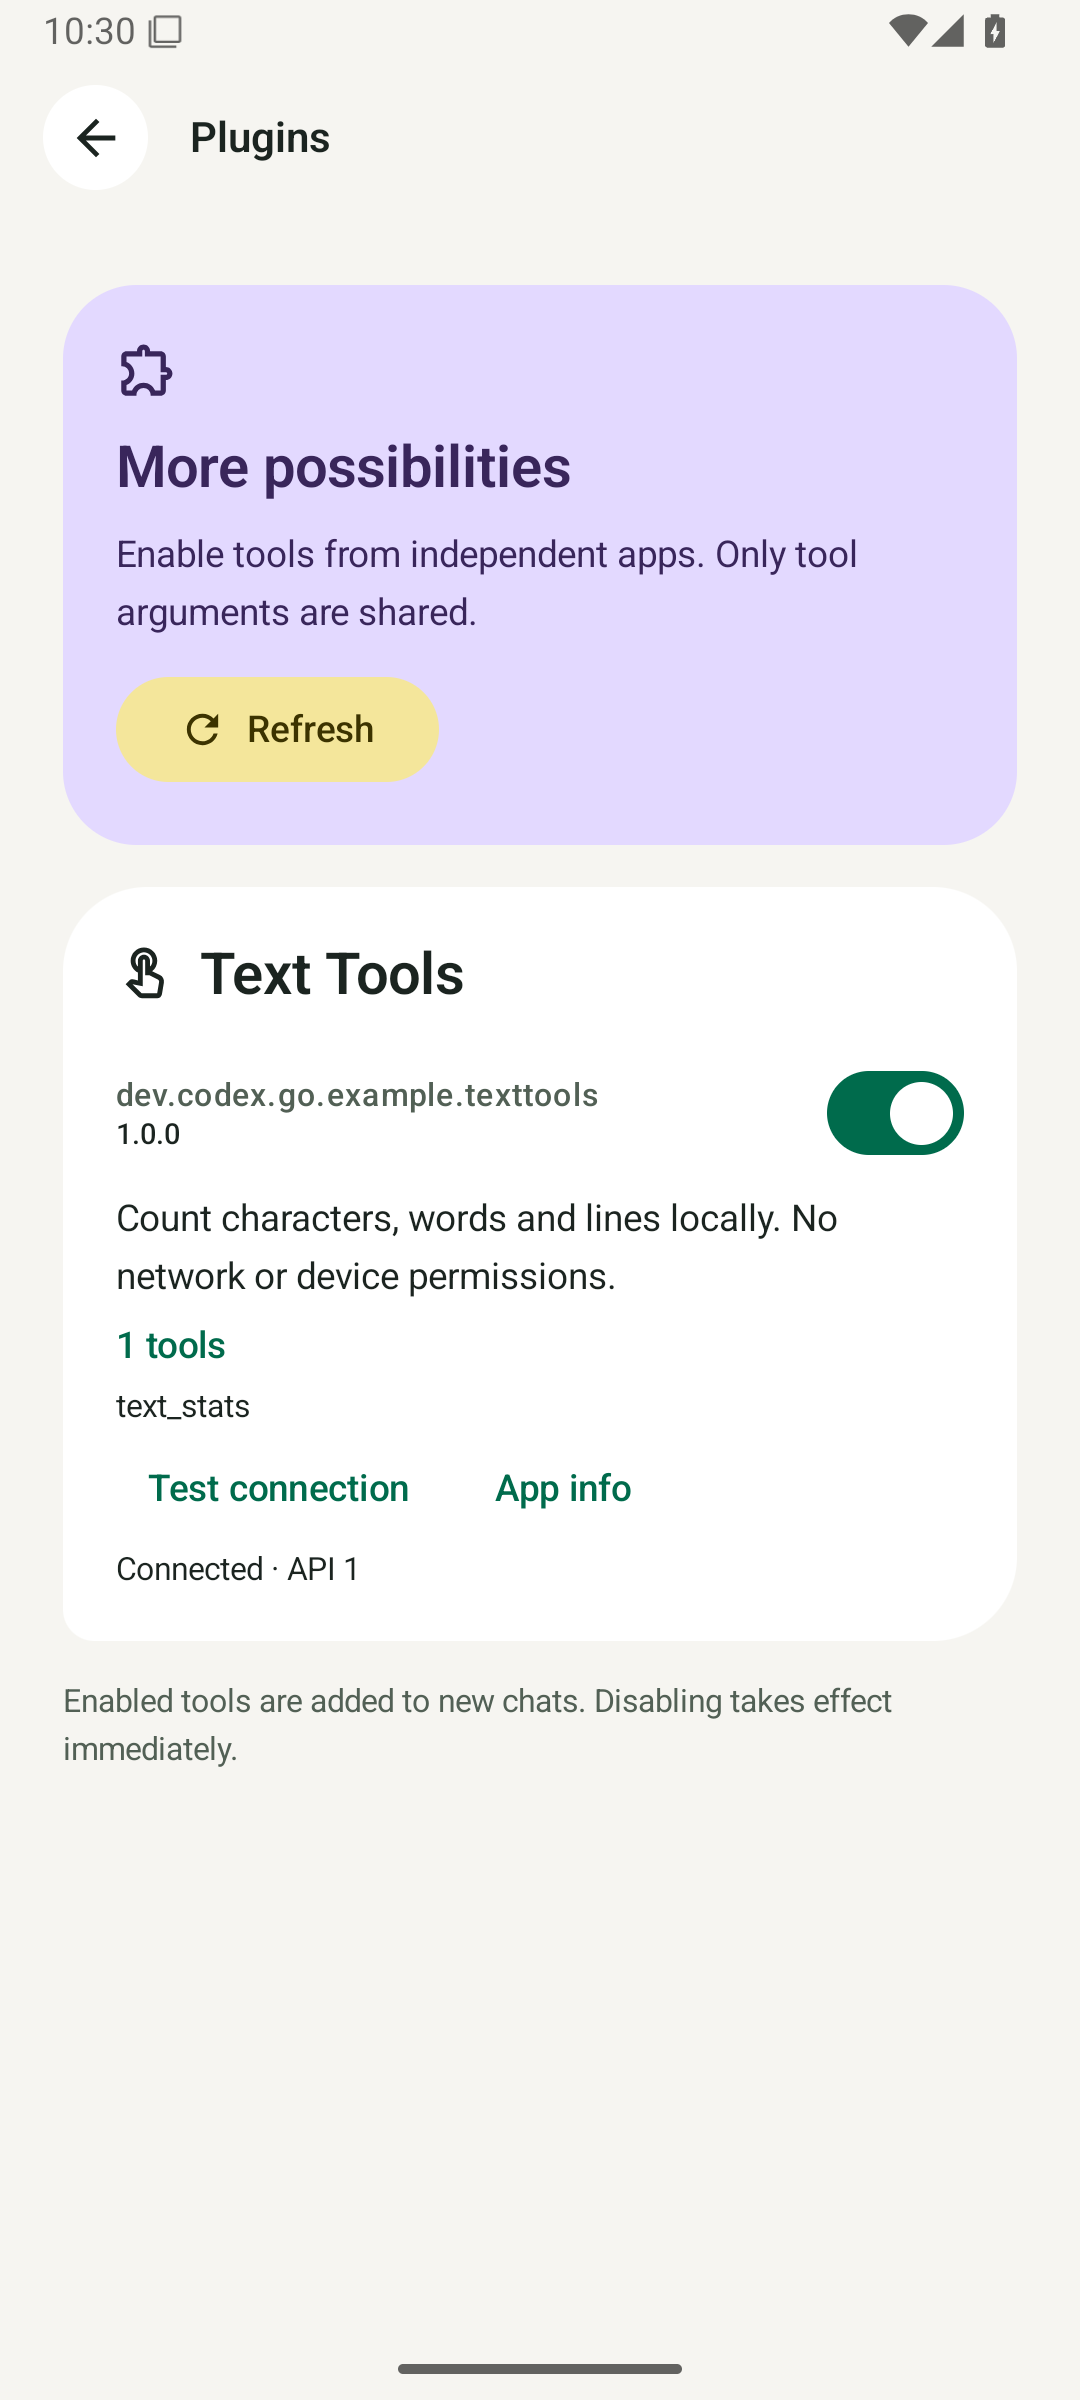 10:30
Plugins
More possibilities
Enable tools from independent apps. Only tool
arguments are shared.
Refresh
Text Tools
dev.codex.go.example.texttools
1.0.0
Count characters, words and lines locally. No
network or device permissions.
1 tools
text_stats
Test connection App info
Connected · API 1
Enabled tools are added to new chats. Disabling takes effect
immediately.